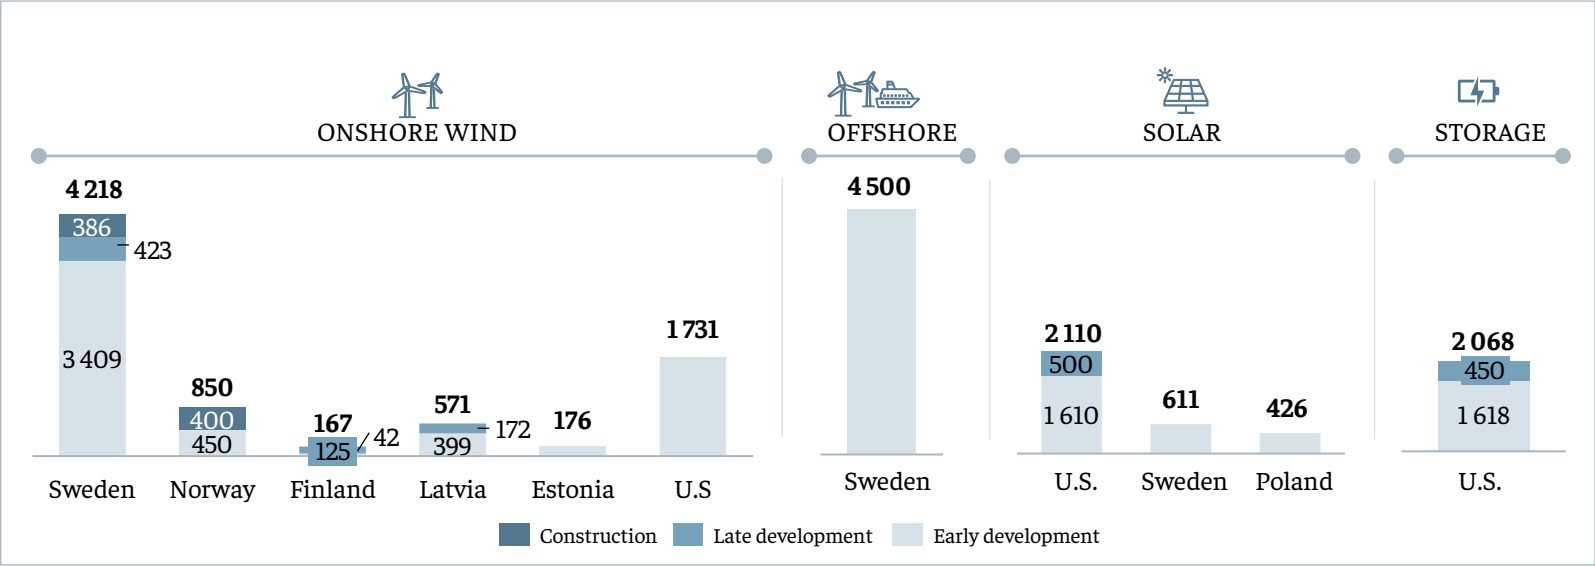 ONSHORE WIND
OFFSHORE
SOLAR
STORAGE
4 218
386
423
3 409
Sweden
850
400
450
Norway
167
42
125
Finland
571
172
399
Latvia
176
Estonia
1 731
U.S
4 500
Sweden
2 110
500
1 610
U.S.
611
Sweden
426
Poland
2 068
450
1 618
U.S.
Construction
Late development
Early development